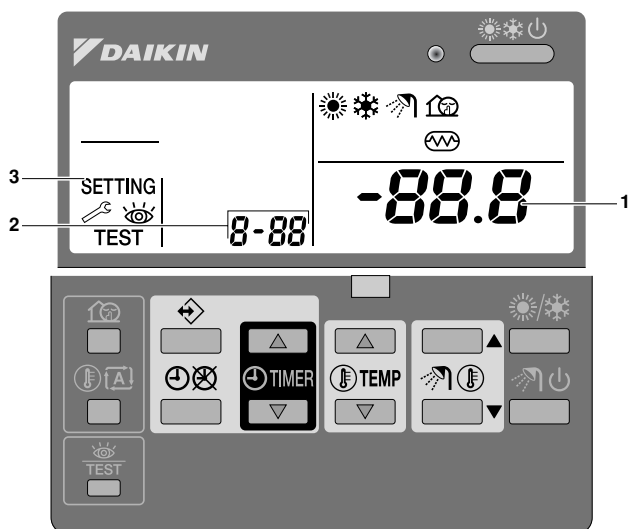 DAIKIN
3
SETTING
-88.8
1
2
TEST
8-88
TIMER
TEMP
A
TEST